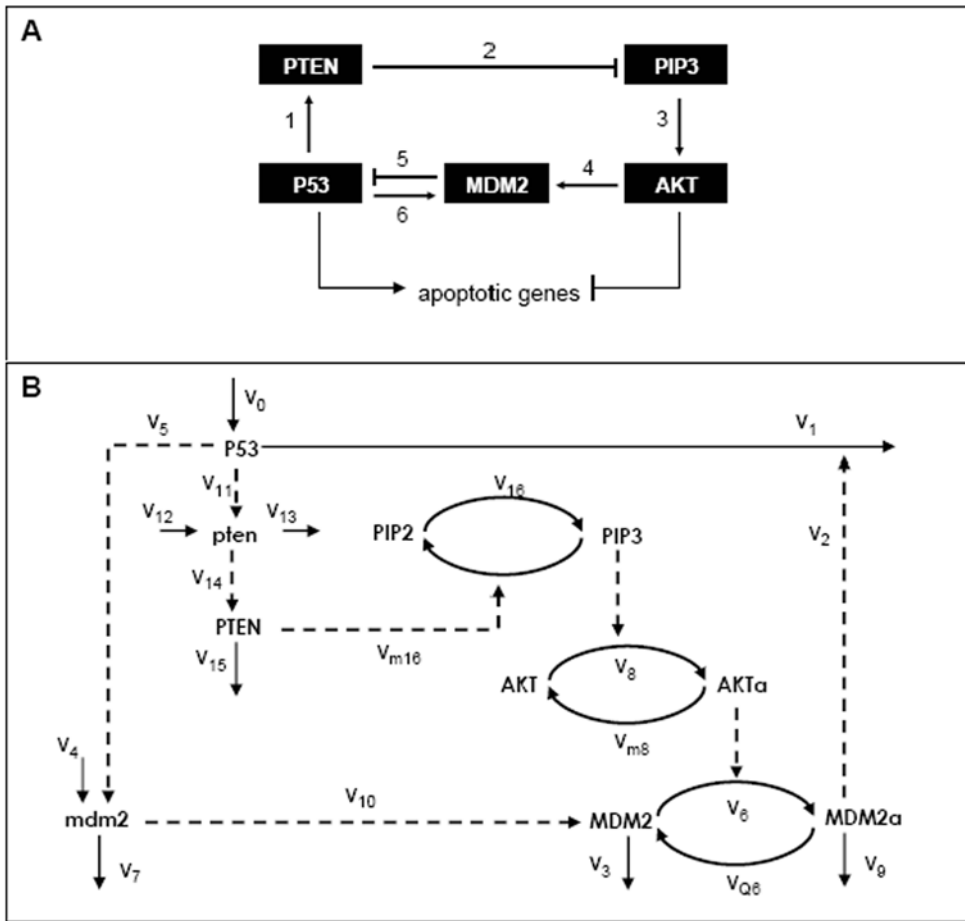 A
PTEN 2 PIP3
1 3
P53 5 MDM2 4 AKT
6
apoptotic genes
B
V0
V5 P53 V1
V11
V12 pten V13 PIP2 V16 PIP3 V2
V14
PTEN
V15 Vm16
AKT V8 AKTa
Vm8
V4
mdm2 V10 MDM2 V6 MDM2a
V7 V3 VQ6 V9